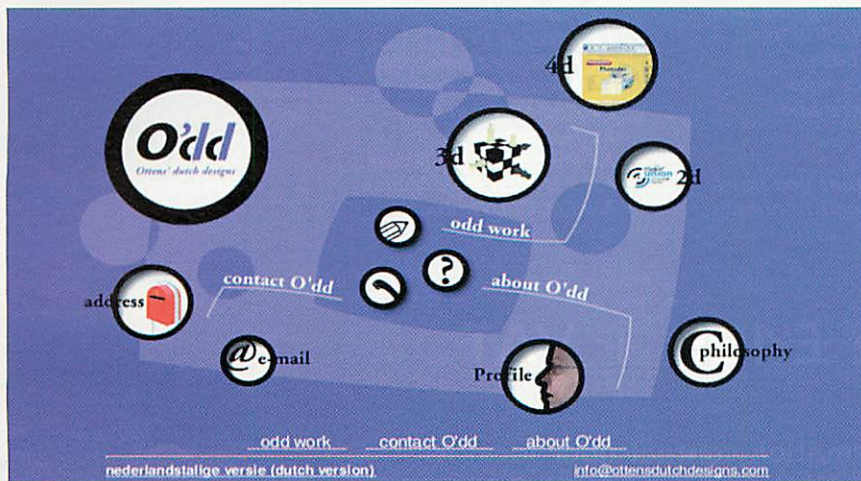 4d
O'dd
Ottens' dutch designs
3d
2d
odd work
?
contact O'dd
about O'dd
address
@ e-mail
Profile
C philosophy
odd work contact O'dd about O'dd
nederlandstalige versie (dutch version) info@ottensdutchdesigns.com